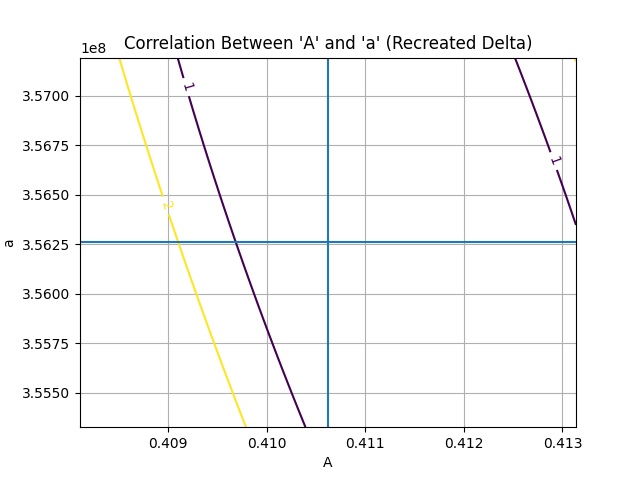 Correlation Between 'A' and 'a' (Recreated Delta)
1e8
3.5700
3.5675
3.5650
3.5625
3.5600
3.5575
3.5550
a
1
2
1
0.409 0.410 0.411 0.412 0.413
A